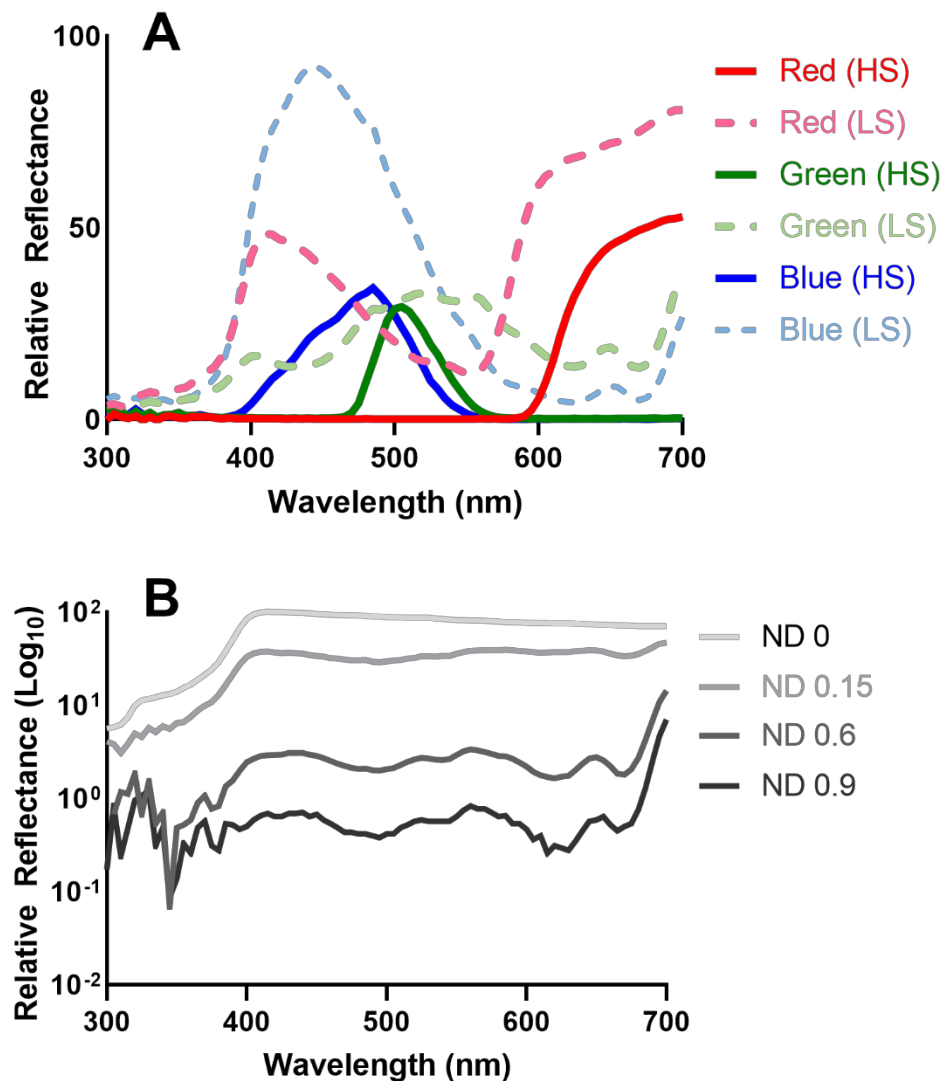 A
100
50
0
300
400
500
600
700
Relative Reflectance
Wavelength (nm)
Red (HS)
Red (LS)
Green (HS)
Green (LS)
Blue (HS)
Blue (LS)
B
10²
10¹
10⁰
10⁻¹
10⁻²
300
400
500
600
700
Relative Reflectance (Log₁₀)
Wavelength (nm)
ND 0
ND 0.15
ND 0.6
ND 0.9